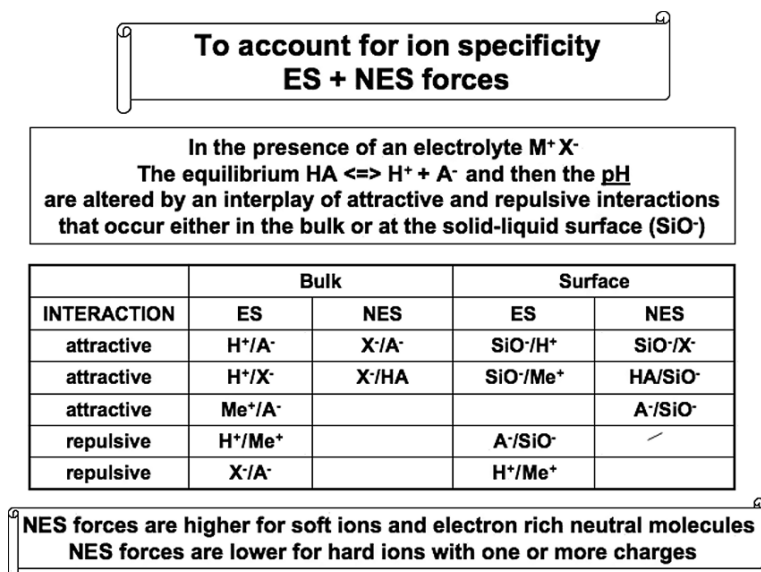 To account for ion specificity
ES + NES forces
In the presence of an electrolyte M⁺ X⁻
The equilibrium HA <=> H⁺ + A⁻ and then the pH
are altered by an interplay of attractive and repulsive interactions
that occur either in the bulk or at the solid-liquid surface (SiO⁻)
Bulk Surface
INTERACTION ES NES ES NES
attractive H⁺/A⁻ X⁻/A⁻ SiO⁻/H⁺ SiO⁻/X⁻
attractive H⁺/X⁻ X⁻/HA SiO⁻/Me⁺ HA/SiO⁻
attractive Me⁺/A⁻ A⁻/SiO⁻
repulsive H⁺/Me⁺ A⁻/SiO⁻
repulsive X⁻/A⁻ H⁺/Me⁺
NES forces are higher for soft ions and electron rich neutral molecules
NES forces are lower for hard ions with one or more charges